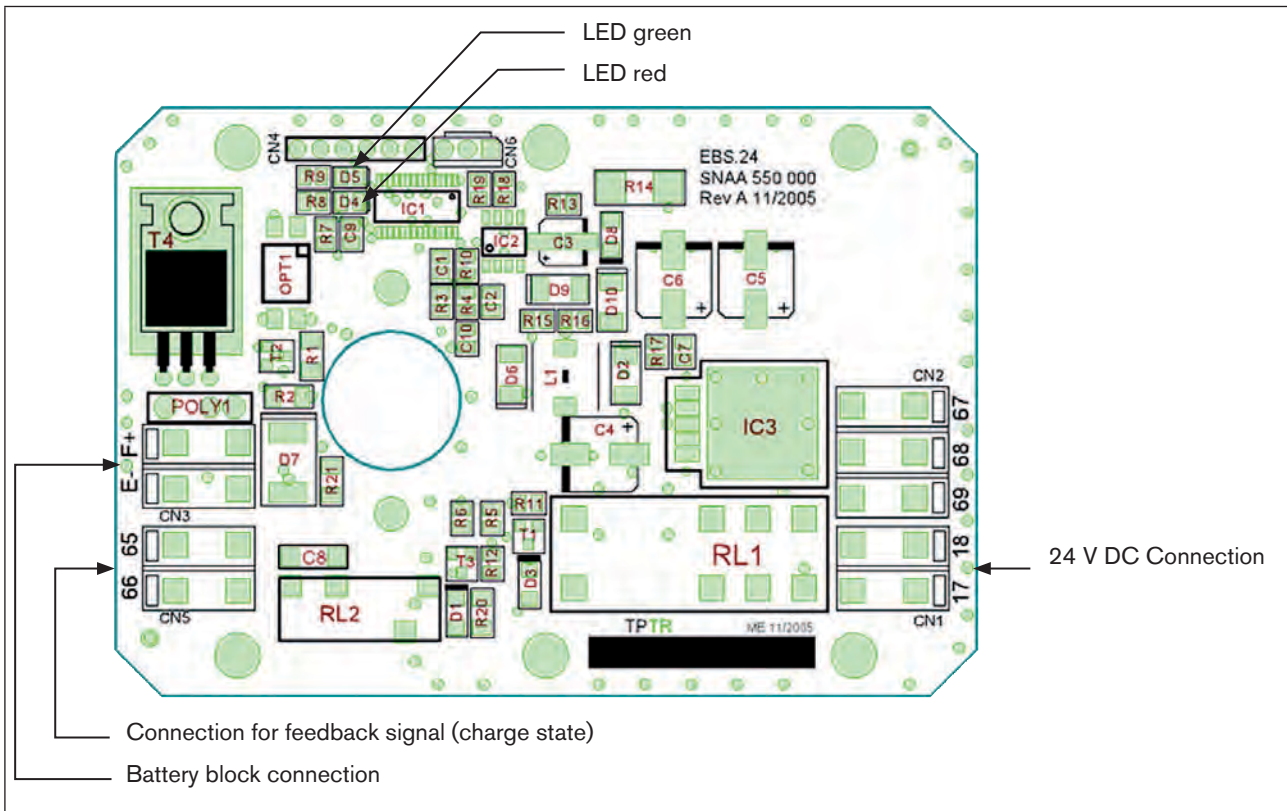 LED green
LED red
CN4
CN6
EBS.24
SNAA 550 000
Rev A 11/2005
R9 D5
R8 D4
IC1
R19 R18
R14
R13
T4
R7 C9
IC2
C3
D8
OPT1
C1 R10
D9
D10
C6
C5
R3 R4 C2
R15 R16
C10
T2
R1
D6
L1
D2
R17 C7
R2
CN2
POLY1
67
F+
C4
IC3
68
E-
D7
R21
69
CN3
R6 R5
R11
T1
RL1
65
18
24 V DC Connection
C8
T3 R12
D3
66
17
RL2
D1 R20
CN5
CN1
TPTR
ME 11/2005
Connection for feedback signal (charge state)
Battery block connection